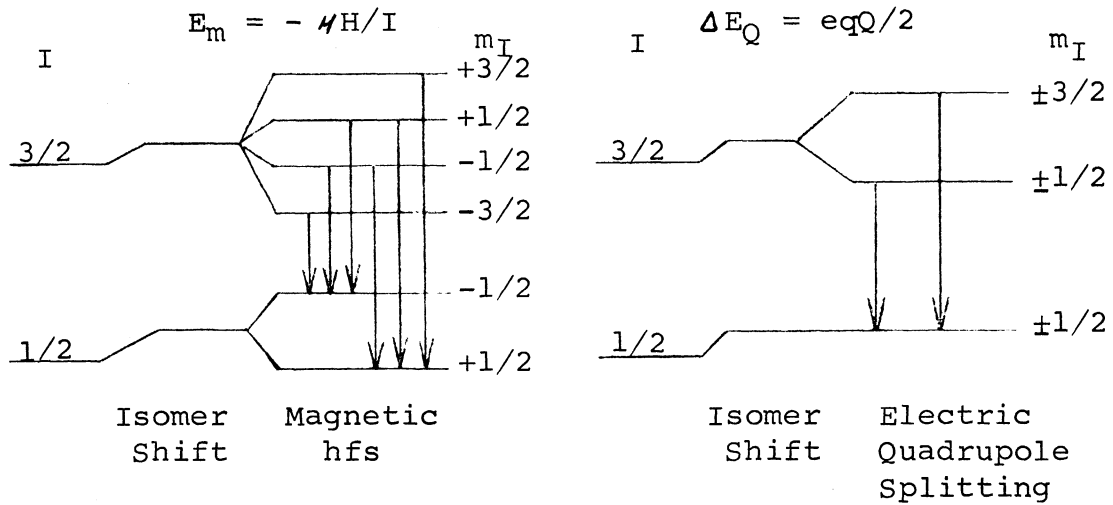 E_m = - μH/I
I
m_I
+3/2
+1/2
3/2
-1/2
-3/2
-1/2
1/2
+1/2
Isomer Magnetic
Shift hfs
ΔE_Q = eqQ/2
I
m_I
±3/2
3/2
±1/2
±1/2
1/2
Isomer Electric
Shift Quadrupole
Splitting